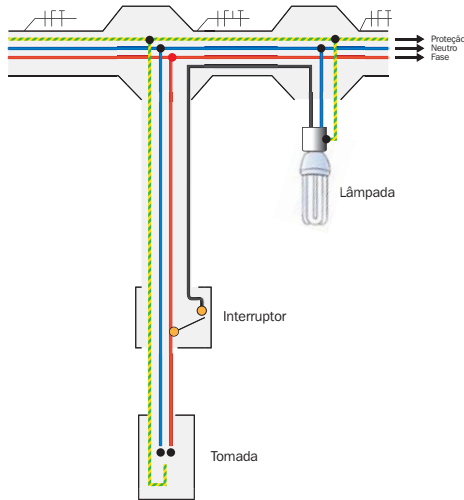 Proteção
Neutro
Fase
Lâmpada
Interruptor
Tomada